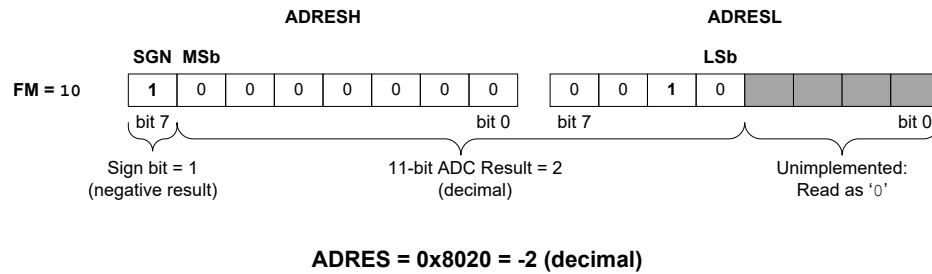 ADRESH ADRESL
SGN MSb LSb
FM = 10 1 0 0 0 0 0 0 0 0 0 1 0
bit 7 bit 0 bit 7 bit 0
Sign bit = 1 11-bit ADC Result = 2 Unimplemented:
(negative result) (decimal) Read as ‘0’
ADRES = 0x8020 = -2 (decimal)